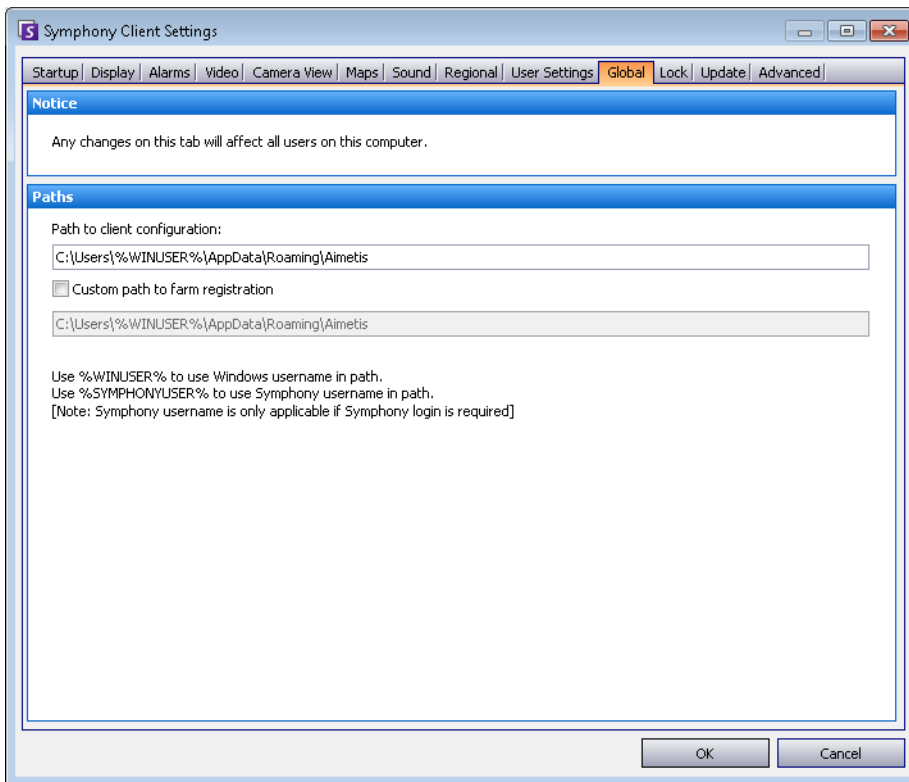 Symphony Client Settings
Startup Display Alarms Video Camera View Maps Sound Regional User Settings Global Lock Update Advanced
Notice
Any changes on this tab will affect all users on this computer.
Paths
Path to client configuration:
C:\Users\%WINUSER%\AppData\Roaming\Aimetis
Custom path to farm registration
C:\Users\%WINUSER%\AppData\Roaming\Aimetis
Use %WINUSER% to use Windows username in path.
Use %SYMPHONYUSER% to use Symphony username in path.
[Note: Symphony username is only applicable if Symphony login is required]
OK Cancel